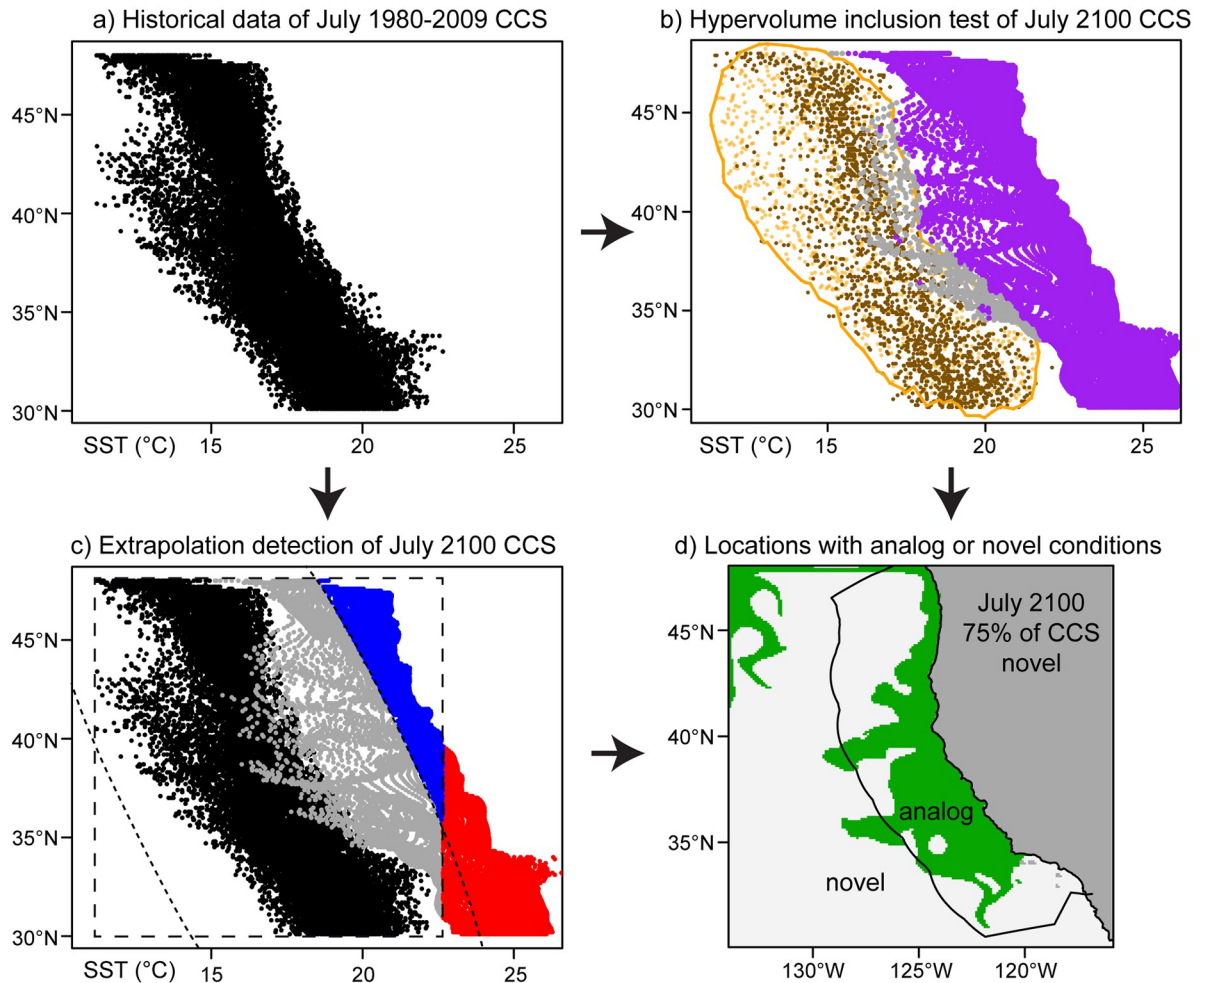 a) Historical data of July 1980-2009 CCS
45°N
40°N
35°N
30°N
SST (°C)
15
20
25
b) Hypervolume inclusion test of July 2100 CCS
45°N
40°N
35°N
30°N
SST (°C)
15
20
25
c) Extrapolation detection of July 2100 CCS
45°N
40°N
35°N
30°N
SST (°C)
15
20
25
d) Locations with analog or novel conditions
July 2100
75% of CCS
novel
analog
novel
45°N
40°N
35°N
130°W
125°W
120°W